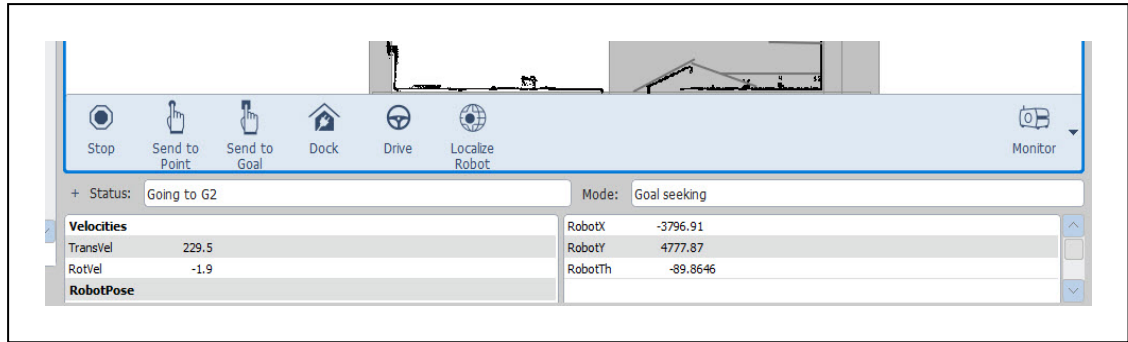 Stop
Send to
Point
Send to
Goal
Dock
Drive
Localize
Robot
Monitor
+ Status: Going to G2
Mode: Goal seeking
Velocities
TransVel 229.5
RotVel -1.9
RobotPose
RobotX -3796.91
RobotY 4777.87
RobotTh -89.8646